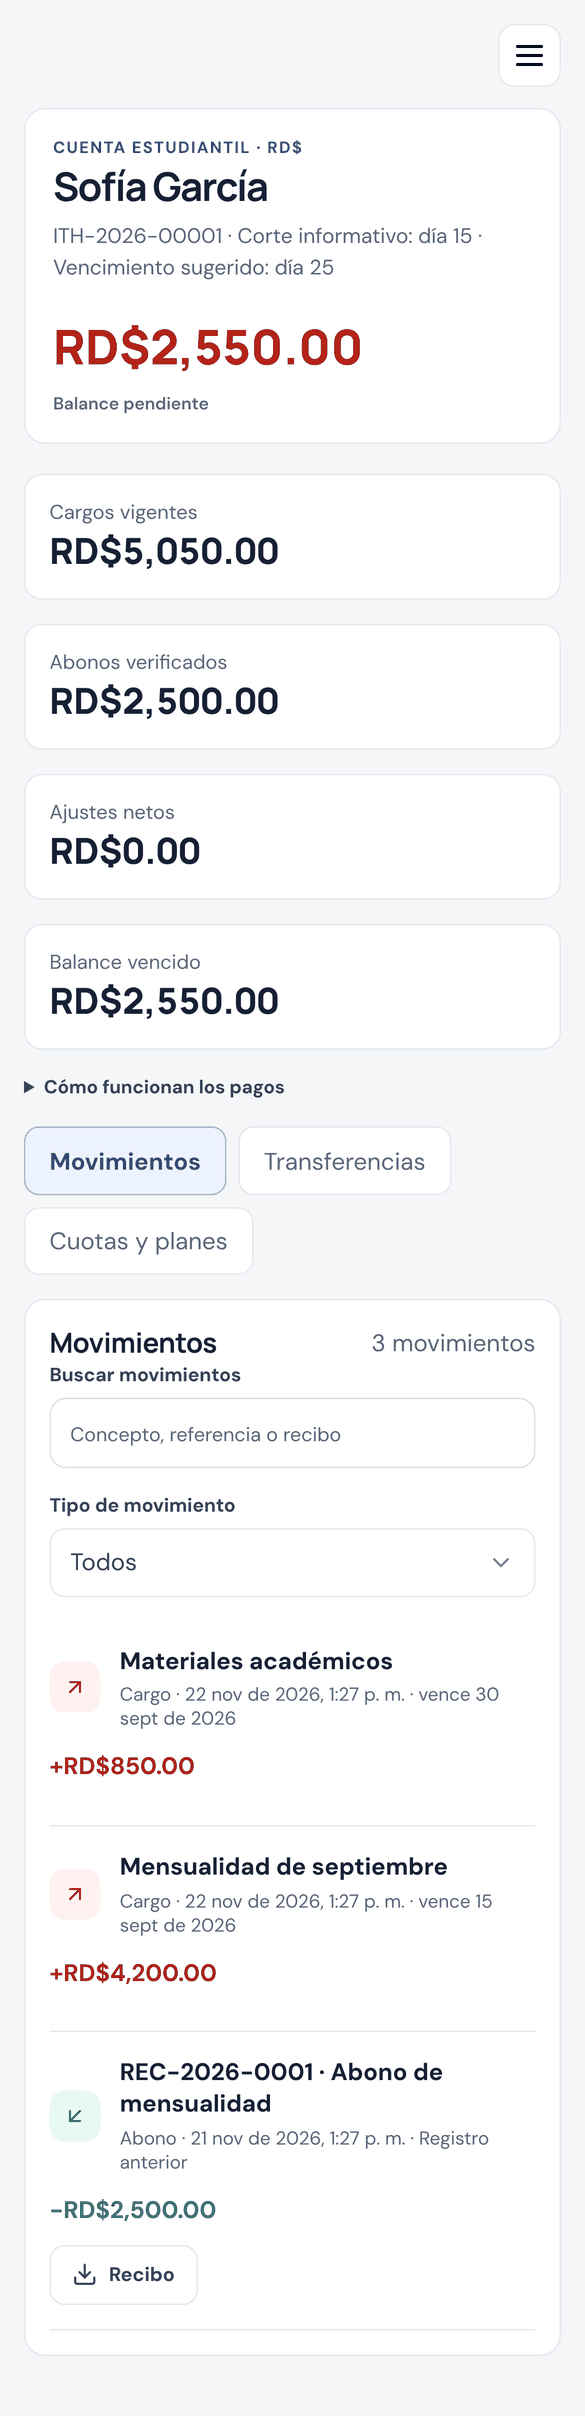 CUENTA ESTUDIANTIL · RD$
Sofía García
ITH-2026-00001 · Corte informativo: día 15 ·
Vencimiento sugerido: día 25
RD$2,550.00
Balance pendiente
Cargos vigentes
RD$5,050.00
Abonos verificados
RD$2,500.00
Ajustes netos
RD$0.00
Balance vencido
RD$2,550.00
Cómo funcionan los pagos
Movimientos
Transferencias
Cuotas y planes
Movimientos
3 movimientos
Buscar movimientos
Concepto, referencia o recibo
Tipo de movimiento
Todos
Materiales académicos
Cargo · 22 nov de 2026, 1:27 p. m. · vence 30
sept de 2026
+RD$850.00
Mensualidad de septiembre
Cargo · 22 nov de 2026, 1:27 p. m. · vence 15
sept de 2026
+RD$4,200.00
REC-2026-0001 · Abono de
mensualidad
Abono · 21 nov de 2026, 1:27 p. m. · Registro
anterior
-RD$2,500.00
Recibo